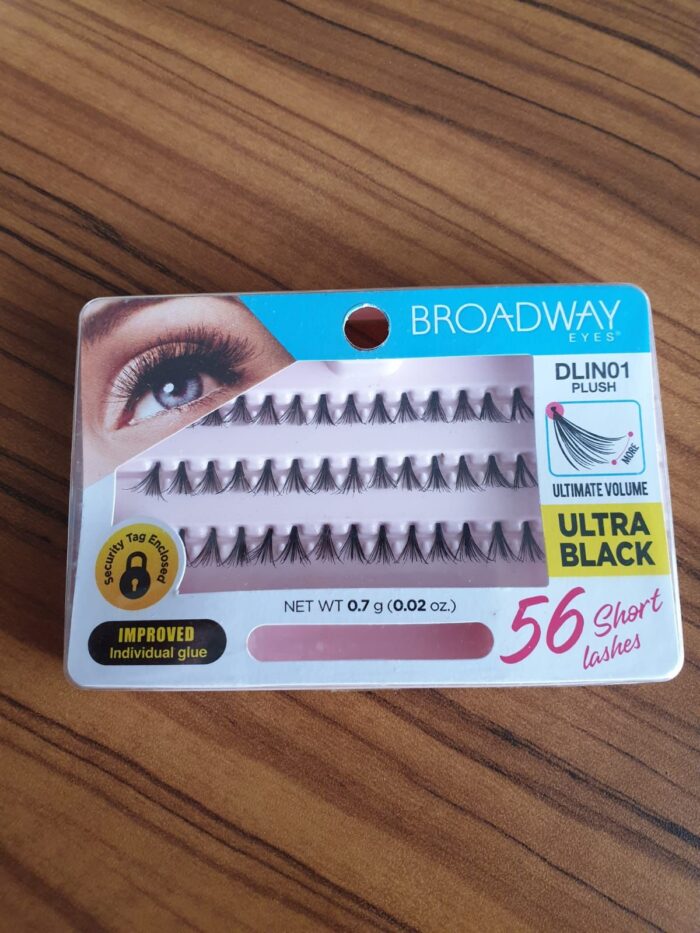 BROADWAY
EYES®
DLIN01
PLUSH
MORE
ULTIMATE VOLUME
ULTRA
BLACK
Security Tag Enclosed
IMPROVED
Individual glue
NET WT 0.7 g (0.02 oz.)
56 Short
lashes